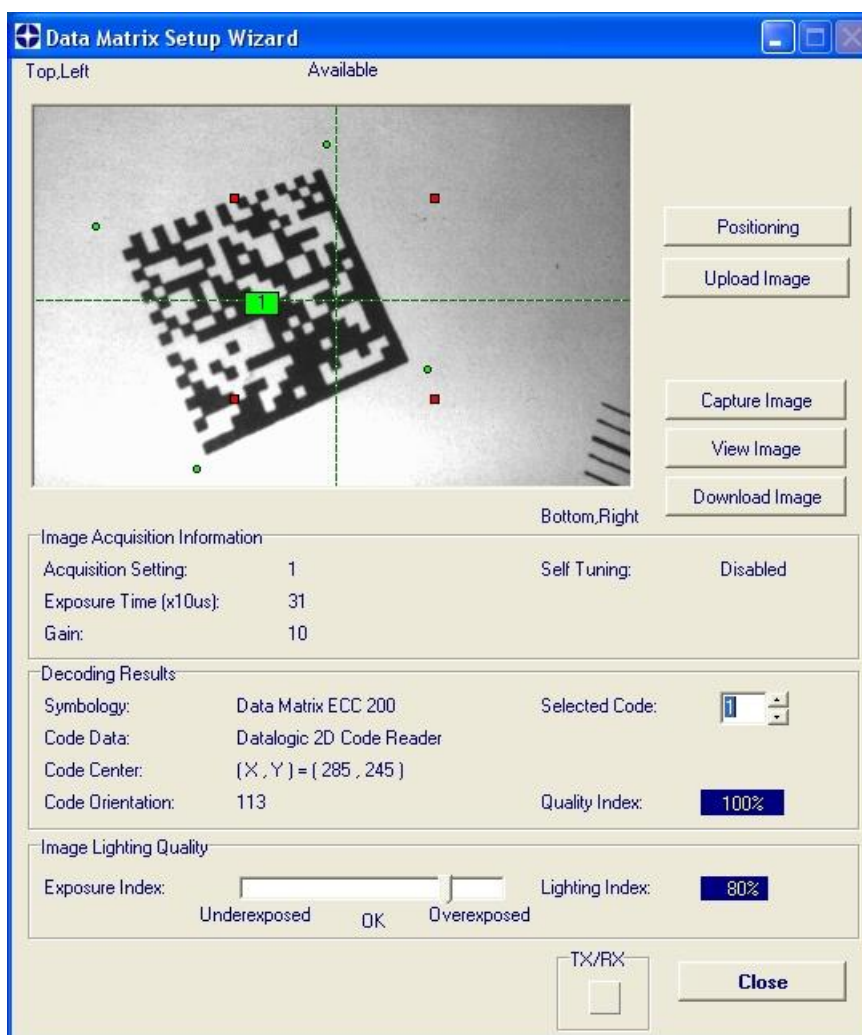 Data Matrix Setup Wizard
Top,Left Available
1
Positioning
Upload Image
Capture Image
View Image
Download Image
Bottom,Right
Image Acquisition Information
Acquisition Setting: 1 Self Tuning: Disabled
Exposure Time (x10us): 31
Gain: 10
Decoding Results
Symbology: Data Matrix ECC 200 Selected Code: 1
Code Data: Datalogic 2D Code Reader
Code Center: ( X , Y ) = ( 285 , 245 )
Code Orientation: 113 Quality Index: 100%
Image Lighting Quality
Exposure Index: Lighting Index: 80%
Underexposed OK Overexposed
TX/RX
Close